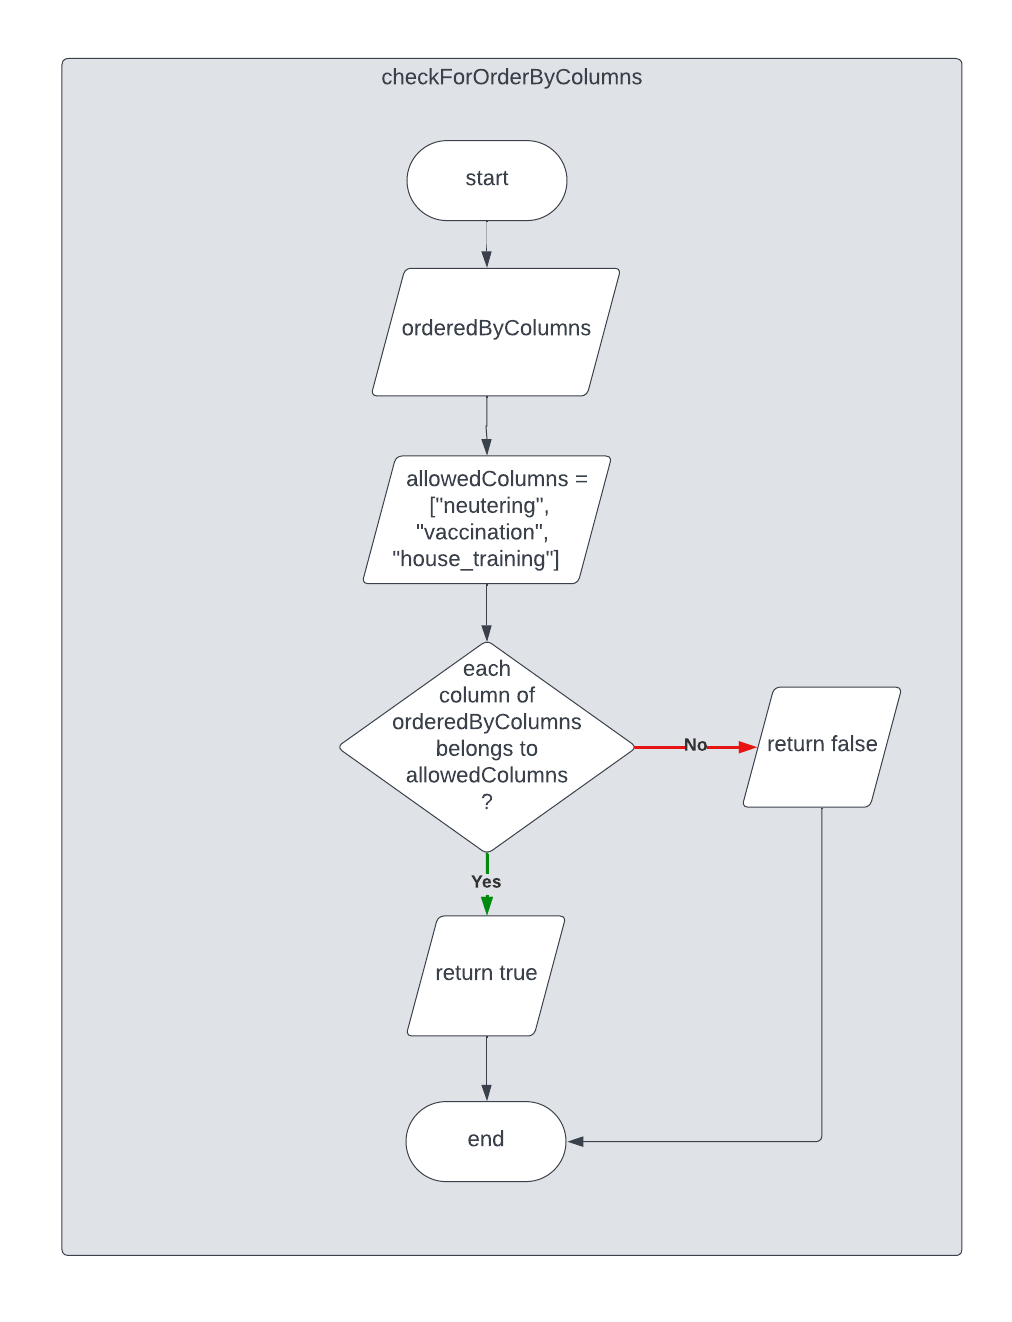 checkForOrderByColumns
start
orderedByColumns
allowedColumns =
["neutering",
"vaccination",
"house_training"]
each
column of
orderedByColumns
belongs to
allowedColumns
?
No
return false
Yes
return true
end